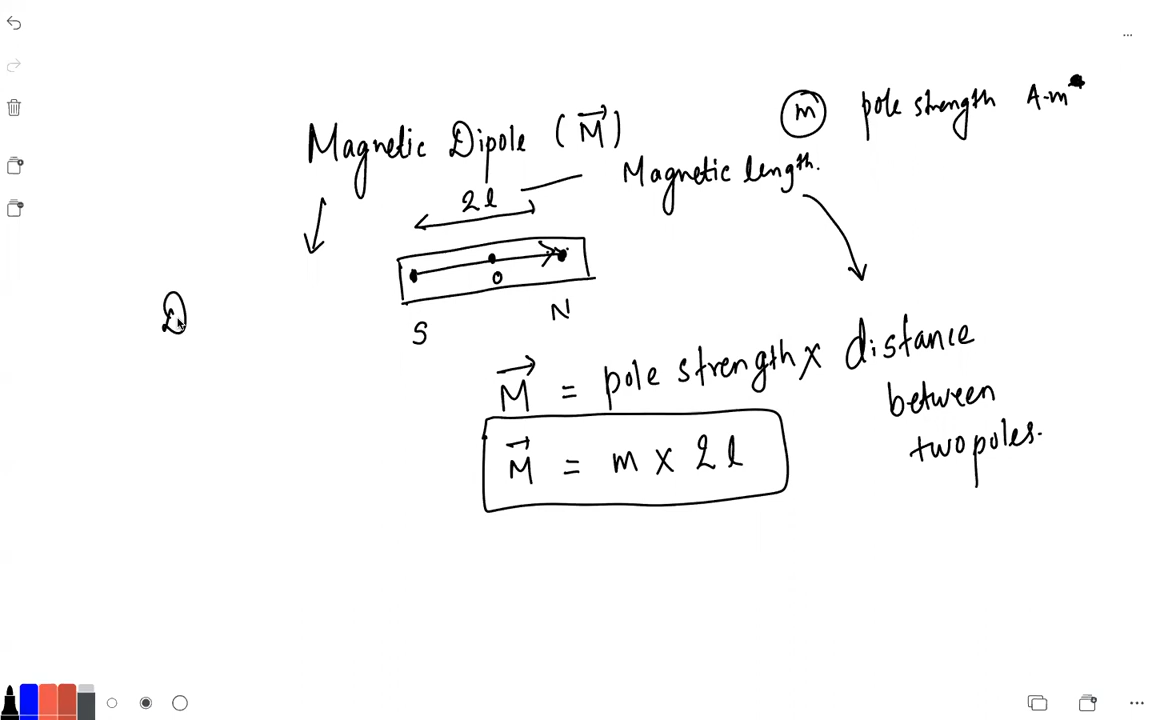 m pole strength A-m
Magnetic Dipole (M⃗)
Magnetic length.
2l
O
S N
D
M⃗ = pole strength x distance
between
two poles.
M⃗ = m x 2l